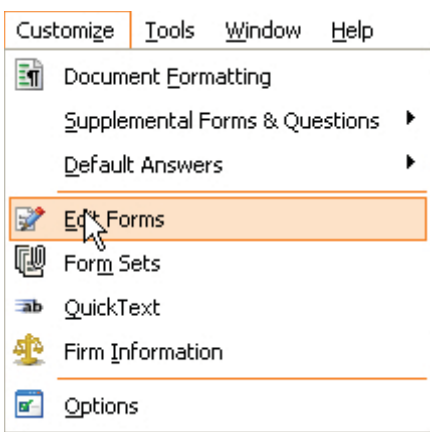 Customize Tools Window Help
Document Formatting
Supplemental Forms & Questions
Default Answers
Edit Forms
Form Sets
ab QuickText
Firm Information
Options